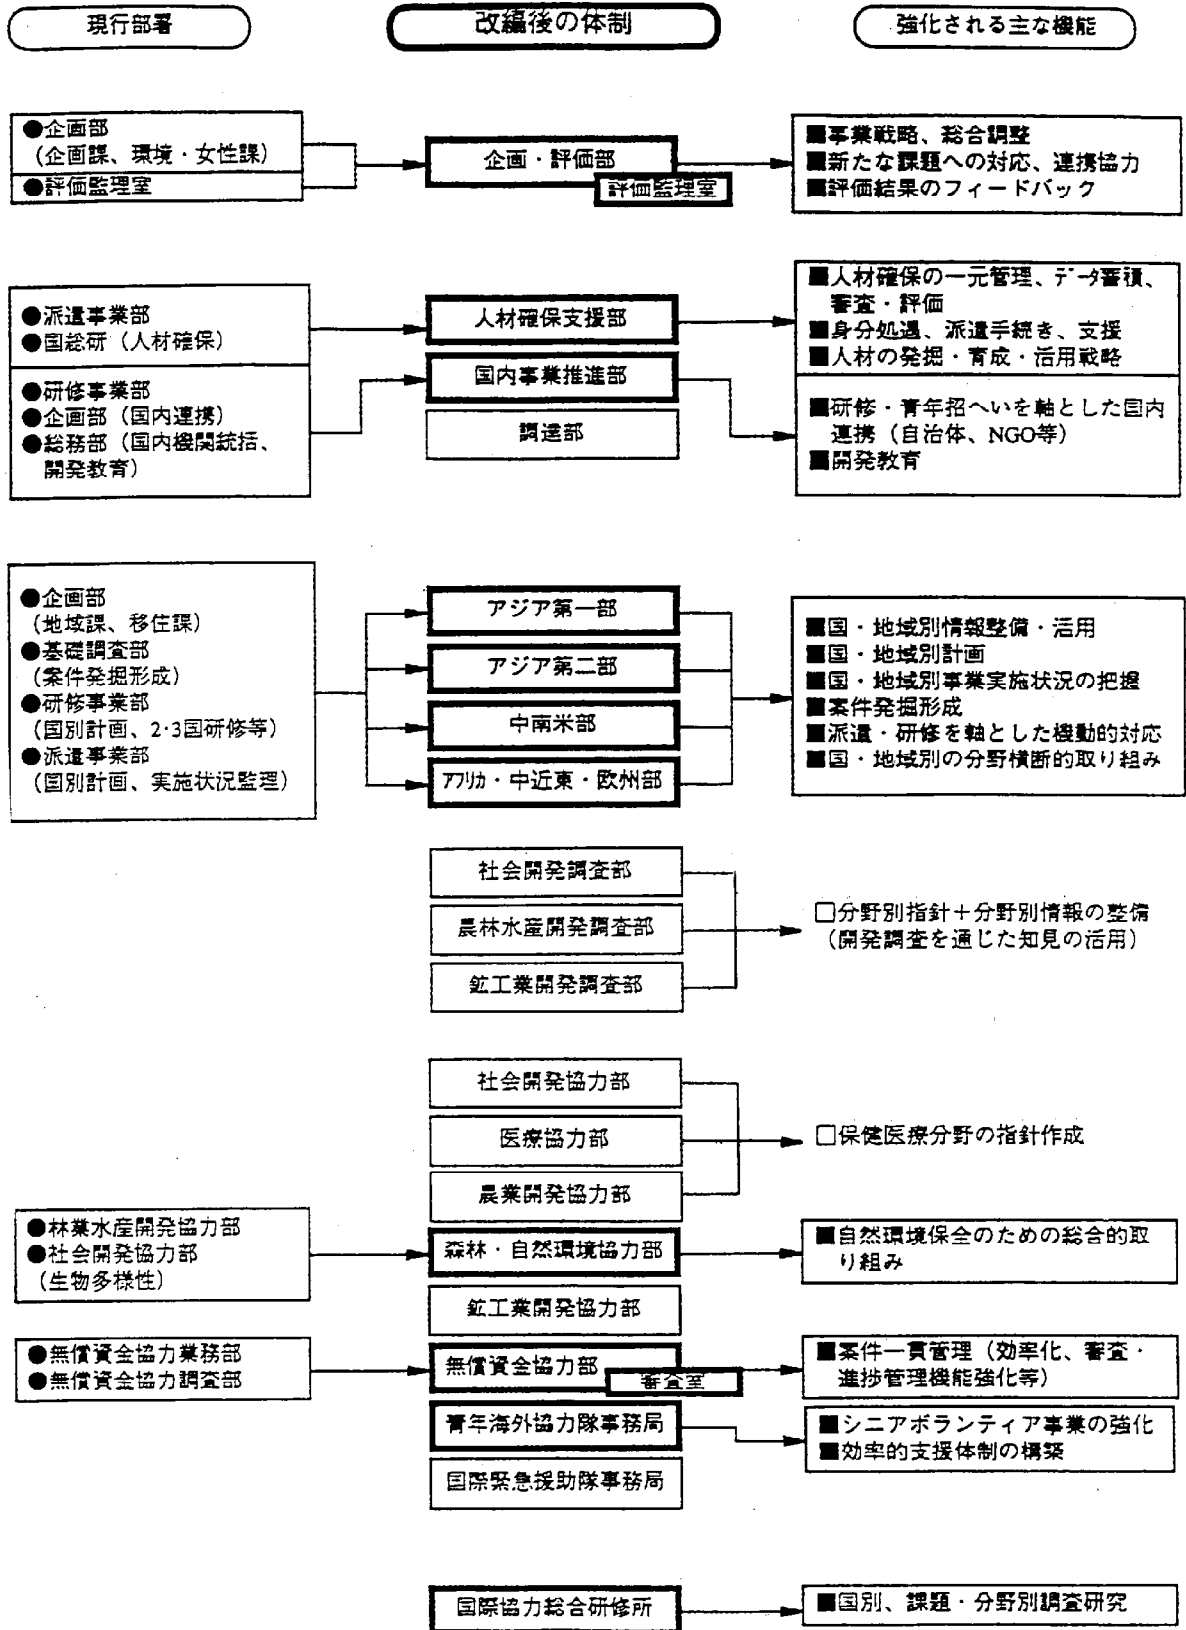 現行部署
改編後の体制
強化される主な機能
●企画部
(企画課、環境・女性課)
●評価監理室
企画・評価部
評価監理室
■事業戦略、総合調整
■新たな課題への対応、連携協力
■評価結果のフィードバック
●派遣事業部
●国総研(人材確保)
人材確保支援部
■人材確保の一元管理、データ蓄積、
審査・評価
■身分処遇、派遣手続き、支援
■人材の発掘・育成・活用戦略
●研修事業部
●企画部(国内連携)
●総務部(国内機関統括、
開発教育)
国内事業推進部
調達部
■研修・青年招へいを軸とした国内
連携(自治体、NGO等)
■開発教育
●企画部
(地域課、移住課)
●基礎調査部
(案件発掘形成)
●研修事業部
(国別計画、2・3国研修等)
●派遣事業部
(国別計画、実施状況監理)
アジア第一部
アジア第二部
中南米部
アフリカ・中近東・欧州部
■国・地域別情報整備・活用
■国・地域別計画
■国・地域別事業実施状況の把握
■案件発掘形成
■派遣・研修を軸とした機動的対応
■国・地域別の分野横断的取り組み
社会開発調査部
農林水産開発調査部
鉱工業開発調査部
□分野別指針+分野別情報の整備
(開発調査を通じた知見の活用)
社会開発協力部
医療協力部
農業開発協力部
□保健医療分野の指針作成
●林業水産開発協力部
●社会開発協力部
(生物多様性)
森林・自然環境協力部
■自然環境保全のための総合的取
り組み
鉱工業開発協力部
●無償資金協力業務部
●無償資金協力調査部
無償資金協力部
審査室
■案件一貫管理(効率化、審査・
進捗管理機能強化等)
青年海外協力隊事務局
■シニアボランティア事業の強化
■効率的支援体制の構築
国際緊急援助隊事務局
国際協力総合研修所
■国別、課題・分野別調査研究